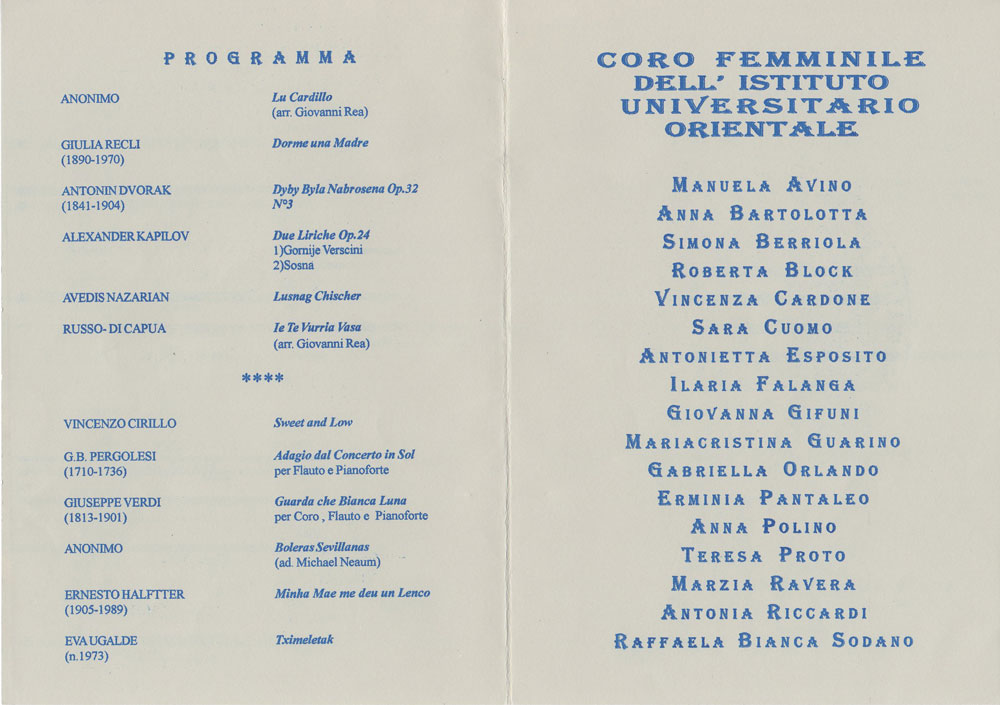 PROGRAMMA
ANONIMO Lu Cardillo
(arr. Giovanni Rea)
GIULIA RECLI Dorme una Madre
(1890-1970)
ANTONIN DVORAK Dyby Byla Nabrosena Op.32
(1841-1904) N°3
ALEXANDER KAPILOV Due Liriche Op.24
1)Gornije Verscini
2)Sosna
AVEDIS NAZARIAN Lusnag Chischer
RUSSO- DI CAPUA Ie Te Vurria Vasa
(arr. Giovanni Rea)
****
VINCENZO CIRILLO Sweet and Low
G.B. PERGOLESI Adagio dal Concerto in Sol
(1710-1736) per Flauto e Pianoforte
GIUSEPPE VERDI Guarda che Bianca Luna
(1813-1901) per Coro , Flauto e Pianoforte
ANONIMO Boleras Sevillanas
(ad. Michael Neaum)
ERNESTO HALFTTER Minha Mae me deu un Lenco
(1905-1989)
EVA UGALDE Tximeletak
(n.1973)
CORO FEMMINILE
DELL' ISTITUTO
UNIVERSITARIO
ORIENTALE
MANUELA AVINO
ANNA BARTOLOTTA
SIMONA BERRIOLA
ROBERTA BLOCK
VINCENZA CARDONE
SARA CUOMO
ANTONIETTA ESPOSITO
ILARIA FALANGA
GIOVANNA GIFUNI
MARIACRISTINA GUARINO
GABRIELLA ORLANDO
ERMINIA PANTALEO
ANNA POLINO
TERESA PROTO
MARZIA RAVERA
ANTONIA RICCARDI
RAFFAELA BIANCA SODANO